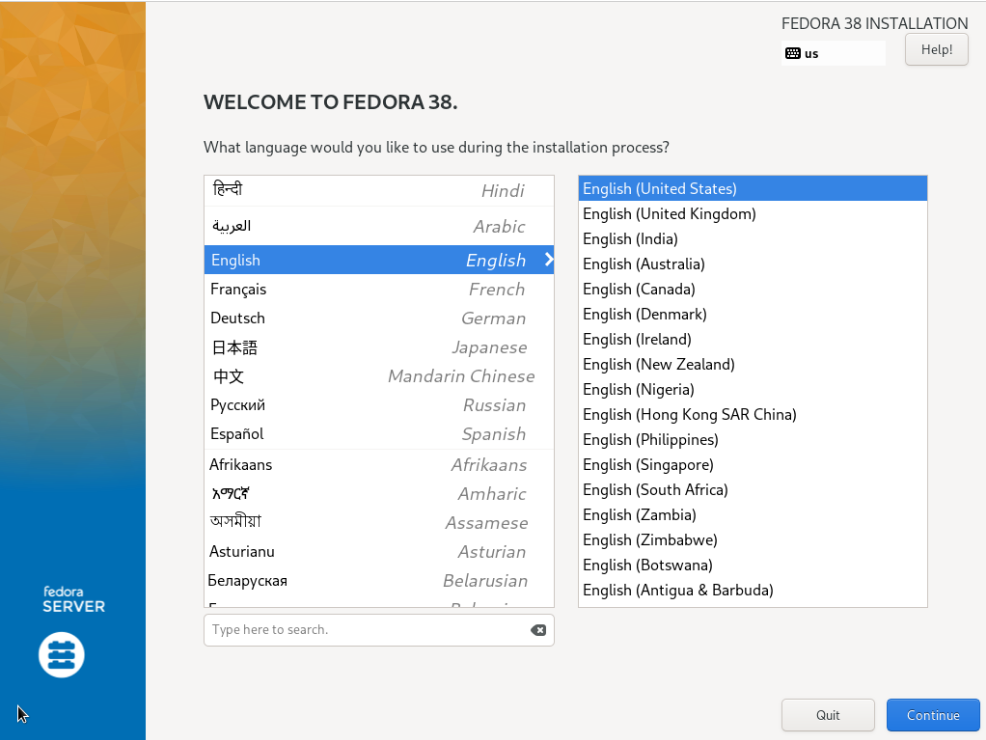 FEDORA 38 INSTALLATION
us
Help!
WELCOME TO FEDORA 38.
What language would you like to use during the installation process?
हिन्दी Hindi
العربية Arabic
English English
Français French
Deutsch German
日本語 Japanese
中文 Mandarin Chinese
Русский Russian
Español Spanish
Afrikaans Afrikaans
አማርኛ Amharic
অসমীয়া Assamese
Asturianu Asturian
Беларуская Belarusian
Type here to search.
English (United States)
English (United Kingdom)
English (India)
English (Australia)
English (Canada)
English (Denmark)
English (Ireland)
English (New Zealand)
English (Nigeria)
English (Hong Kong SAR China)
English (Philippines)
English (Singapore)
English (South Africa)
English (Zambia)
English (Zimbabwe)
English (Botswana)
English (Antigua & Barbuda)
fedora
SERVER
Quit
Continue